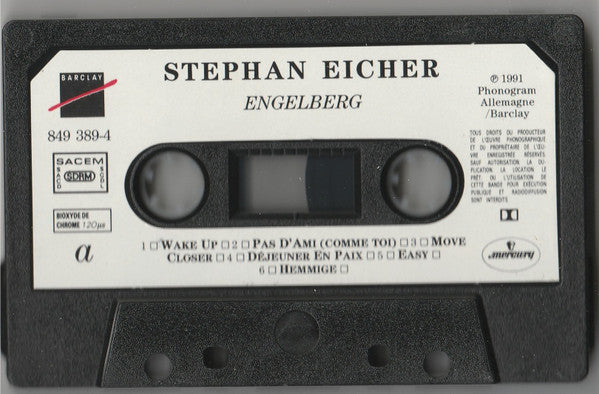 BARCLAY
STEPHAN EICHER
ENGELBERG
℗ 1991
Phonogram
Allemagne
/Barclay
849 389-4
SACEM
SACD
SDRM
SCDL
BIOXYDE DE
CHROME 120µs
a
TOUS DROITS DU PRODUCTEUR
DE L'ŒUVRE PHONOGRAPHIQUE
ET DU PROPRIÉTAIRE DE L'ŒU-
VRE ENREGISTRÉE RÉSERVÉS.
SAUF AUTORISATION, LA DU-
PLICATION, LA LOCATION, LE
PRÊT, OU L'UTILISATION DE
CETTE BANDE POUR EXÉCUTION
PUBLIQUE ET RADIODIFFUSION
SONT INTERDITS
mercury
1 □ WAKE UP □ 2 □ PAS D'AMI (COMME TOI) □ 3 □ MOVE
CLOSER □ 4 □ DÉJEUNER EN PAIX □ 5 □ EASY □
6 □ HEMMIGE □